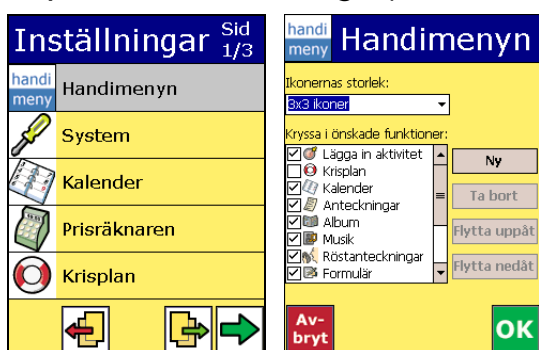 Inställningar Sid 1/3
handi meny Handimenyn
System
Kalender
Prisräknaren
Krisplan
handi meny Handimenyn
Ikonernas storlek:
3x3 ikoner
Kryssa i önskade funktioner:
Lägga in aktivitet
Krisplan
Kalender
Anteckningar
Album
Musik
Röstanteckningar
Formulär
Ny
Ta bort
Flytta uppåt
Flytta nedåt
Av-
bryt
OK